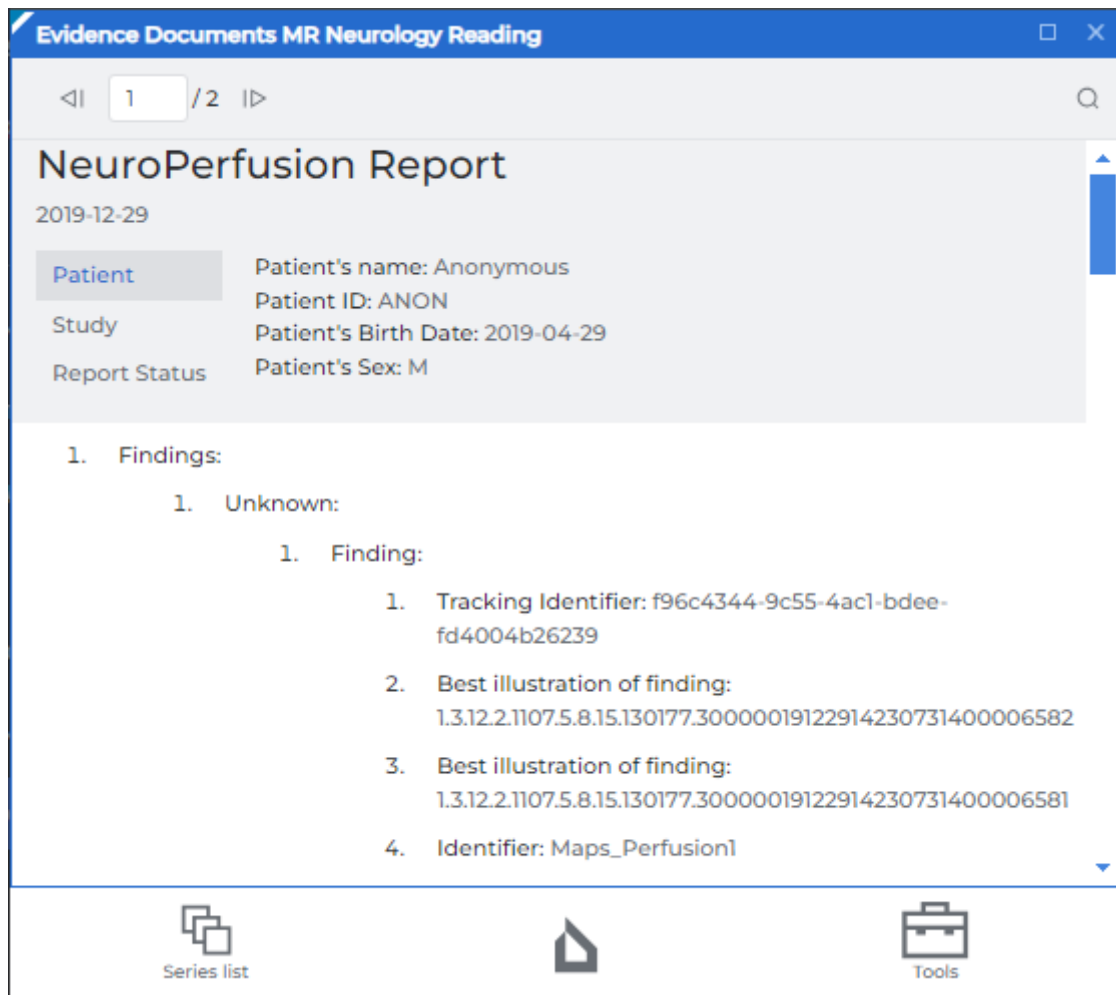 Evidence Documents MR Neurology Reading
1 / 2
NeuroPerfusion Report
2019-12-29
Patient
Study
Report Status
Patient's name: Anonymous
Patient ID: ANON
Patient's Birth Date: 2019-04-29
Patient's Sex: M
1. Findings:
1. Unknown:
1. Finding:
1. Tracking Identifier: f96c4344-9c55-4ac1-bdee-
fd4004b26239
2. Best illustration of finding:
1.3.12.2.1107.5.8.15.130177.30000019122914230731400006582
3. Best illustration of finding:
1.3.12.2.1107.5.8.15.130177.30000019122914230731400006581
4. Identifier: Maps_Perfusion1
Series list
Tools